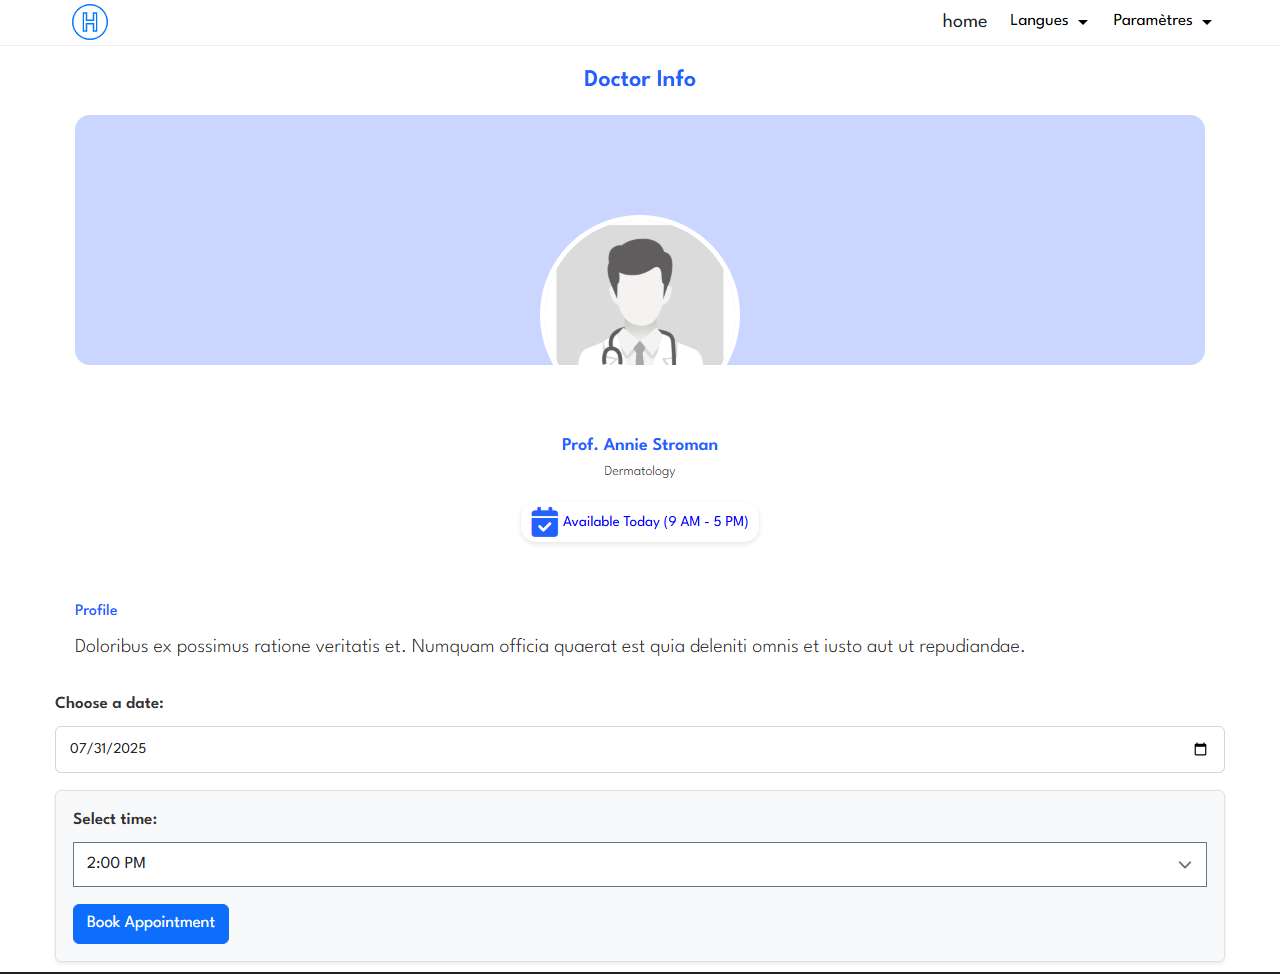 H
home Langues Paramètres
Doctor Info
Prof. Annie Stroman
Dermatology
Available Today (9 AM - 5 PM)
Profile
Doloribus ex possimus ratione veritatis et. Numquam officia quaerat est quia deleniti omnis et iusto aut ut repudiandae.
Choose a date:
07/31/2025
Select time:
2:00 PM
Book Appointment